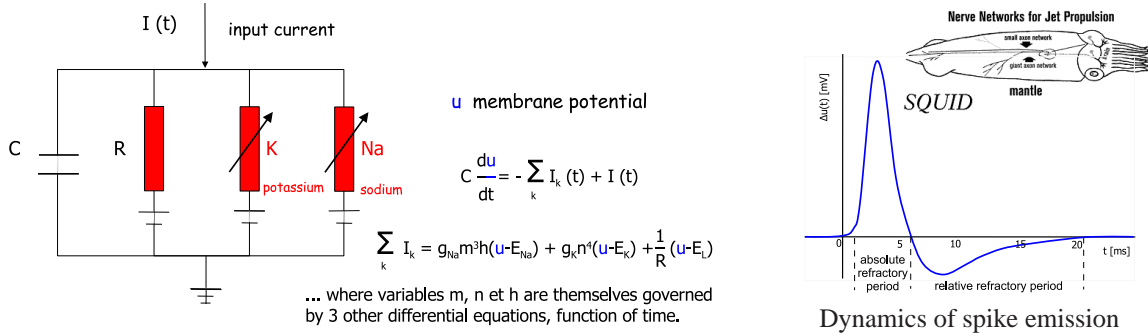 I (t)
input current
C
R
K
Na
potassium
sodium
u membrane potential
C du/dt = - ∑k Ik (t) + I (t)
∑k Ik = gNa m³h(u-ENa) + gK n⁴(u-EK) + 1/R (u-EL)
... where variables m, n et h are themselves governed
by 3 other differential equations, function of time.
Nerve Networks for Jet Propulsion
small axon network
giant axon network
mantle
SQUID
Δu(t) [mV]
0
5
10
15
20
t [ms]
absolute
refractory
period
relative refractory period
Dynamics of spike emission